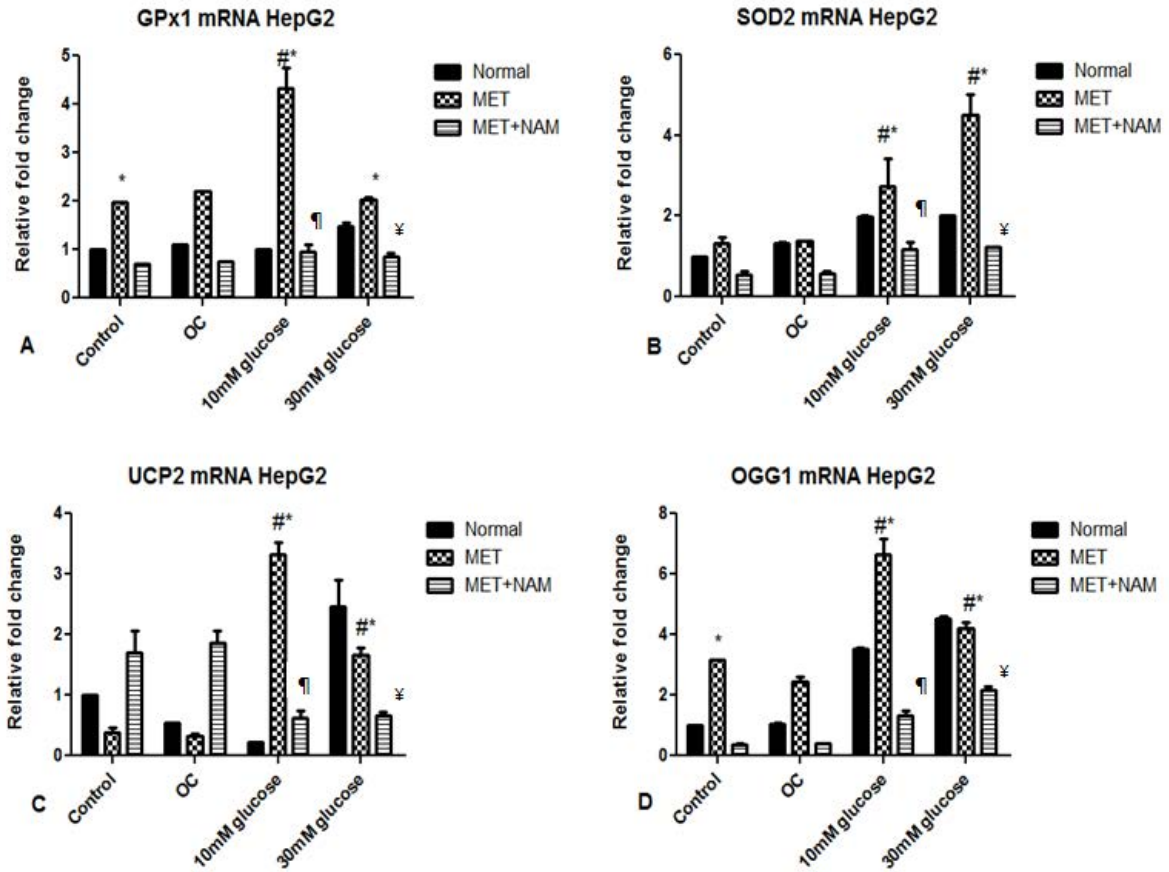 GPx1 mRNA HepG2
Relative fold change
5
4
3
2
1
0
*
#*
¶
*
¥
Normal
MET
MET+NAM
Control
OC
10mM glucose
30mM glucose
A
SOD2 mRNA HepG2
Relative fold change
6
4
2
0
#*
¶
#*
¥
Normal
MET
MET+NAM
Control
OC
10mM glucose
30mM glucose
B
UCP2 mRNA HepG2
Relative fold change
4
3
2
1
0
#*
¶
#*
¥
Normal
MET
MET+NAM
Control
OC
10mM glucose
30mM glucose
C
OGG1 mRNA HepG2
Relative fold change
8
6
4
2
0
*
#*
¶
#*
¥
Normal
MET
MET+NAM
Control
OC
10mM glucose
30mM glucose
D